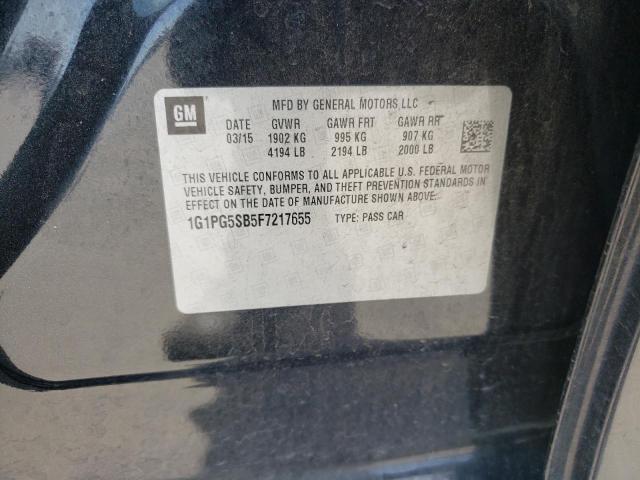 GM
MFD BY GENERAL MOTORS LLC
DATE GVWR GAWR FRT GAWR RR
03/15 1902 KG 995 KG 907 KG
4194 LB 2194 LB 2000 LB
THIS VEHICLE CONFORMS TO ALL APPLICABLE U.S. FEDERAL MOTOR
VEHICLE SAFETY, BUMPER, AND THEFT PREVENTION STANDARDS IN
EFFECT ON THE DATE OF MANUFACTURE SHOWN ABOVE.
1G1PG5SB5F7217655 TYPE: PASS CAR